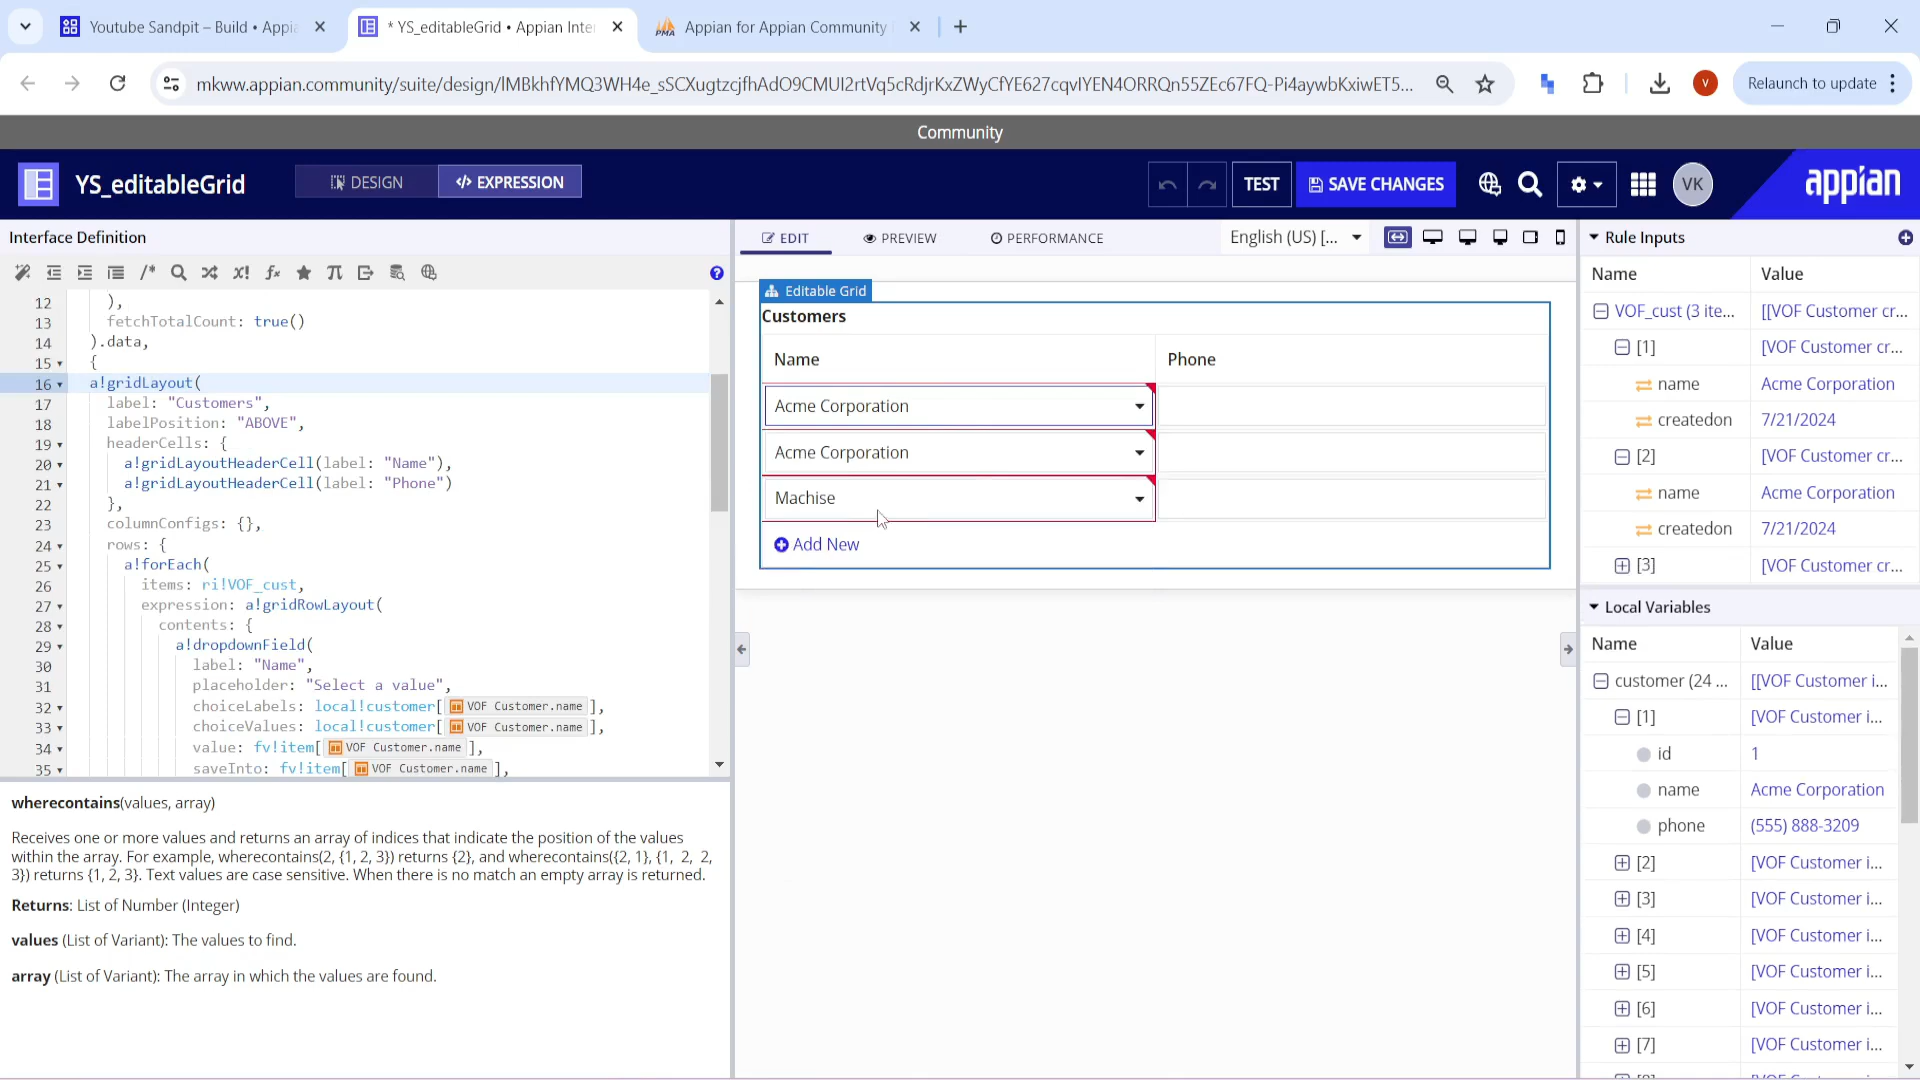 Youtube Sandpit – Build • Appia
* YS_editableGrid • Appian Inte
Appian for Appian Community
mkww.appian.community/suite/design/lMBkhfYMQ3WH4e_sSCXugtzcjfhAdO9CMUI2rtVq5cRdjrKxZWyCfYE627cqvIYEN4ORRQn55ZEc67FQ-Pi4aywbKxiwET5...
V
Relaunch to update
Community
YS_editableGrid
DESIGN
</> EXPRESSION
TEST
SAVE CHANGES
VK
appian
Interface Definition
EDIT
PREVIEW
PERFORMANCE
English (US) [...
12 ),
13 fetchTotalCount: true()
14 ).data,
15 {
16 a!gridLayout(
17 label: "Customers",
18 labelPosition: "ABOVE",
19 headerCells: {
20 a!gridLayoutHeaderCell(label: "Name"),
21 a!gridLayoutHeaderCell(label: "Phone")
22 },
23 columnConfigs: {},
24 rows: {
25 a!forEach(
26 items: ri!VOF_cust,
27 expression: a!gridRowLayout(
28 contents: {
29 a!dropdownField(
30 label: "Name",
31 placeholder: "Select a value",
32 choiceLabels: local!customer[ VOF Customer.name ],
33 choiceValues: local!customer[ VOF Customer.name ],
34 value: fv!item[ VOF Customer.name ],
35 saveInto: fv!item[ VOF Customer.name ],
wherecontains(values, array)
Receives one or more values and returns an array of indices that indicate the position of the values
within the array. For example, wherecontains(2, {1, 2, 3}) returns {2}, and wherecontains({2, 1}, {1, 2, 2,
3}) returns {1, 2, 3}. Text values are case sensitive. When there is no match an empty array is returned.
Returns: List of Number (Integer)
values (List of Variant): The values to find.
array (List of Variant): The array in which the values are found.
Editable Grid
Customers
Name Phone
Acme Corporation
Acme Corporation
Machise
Add New
Rule Inputs
Name Value
VOF_cust (3 ite... [[VOF Customer cr...
[1] [VOF Customer cr...
name Acme Corporation
createdon 7/21/2024
[2] [VOF Customer cr...
name Acme Corporation
createdon 7/21/2024
[3] [VOF Customer cr...
Local Variables
Name Value
customer (24 ... [[VOF Customer i...
[1] [VOF Customer i...
id 1
name Acme Corporation
phone (555) 888-3209
[2] [VOF Customer i...
[3] [VOF Customer i...
[4] [VOF Customer i...
[5] [VOF Customer i...
[6] [VOF Customer i...
[7] [VOF Customer i...